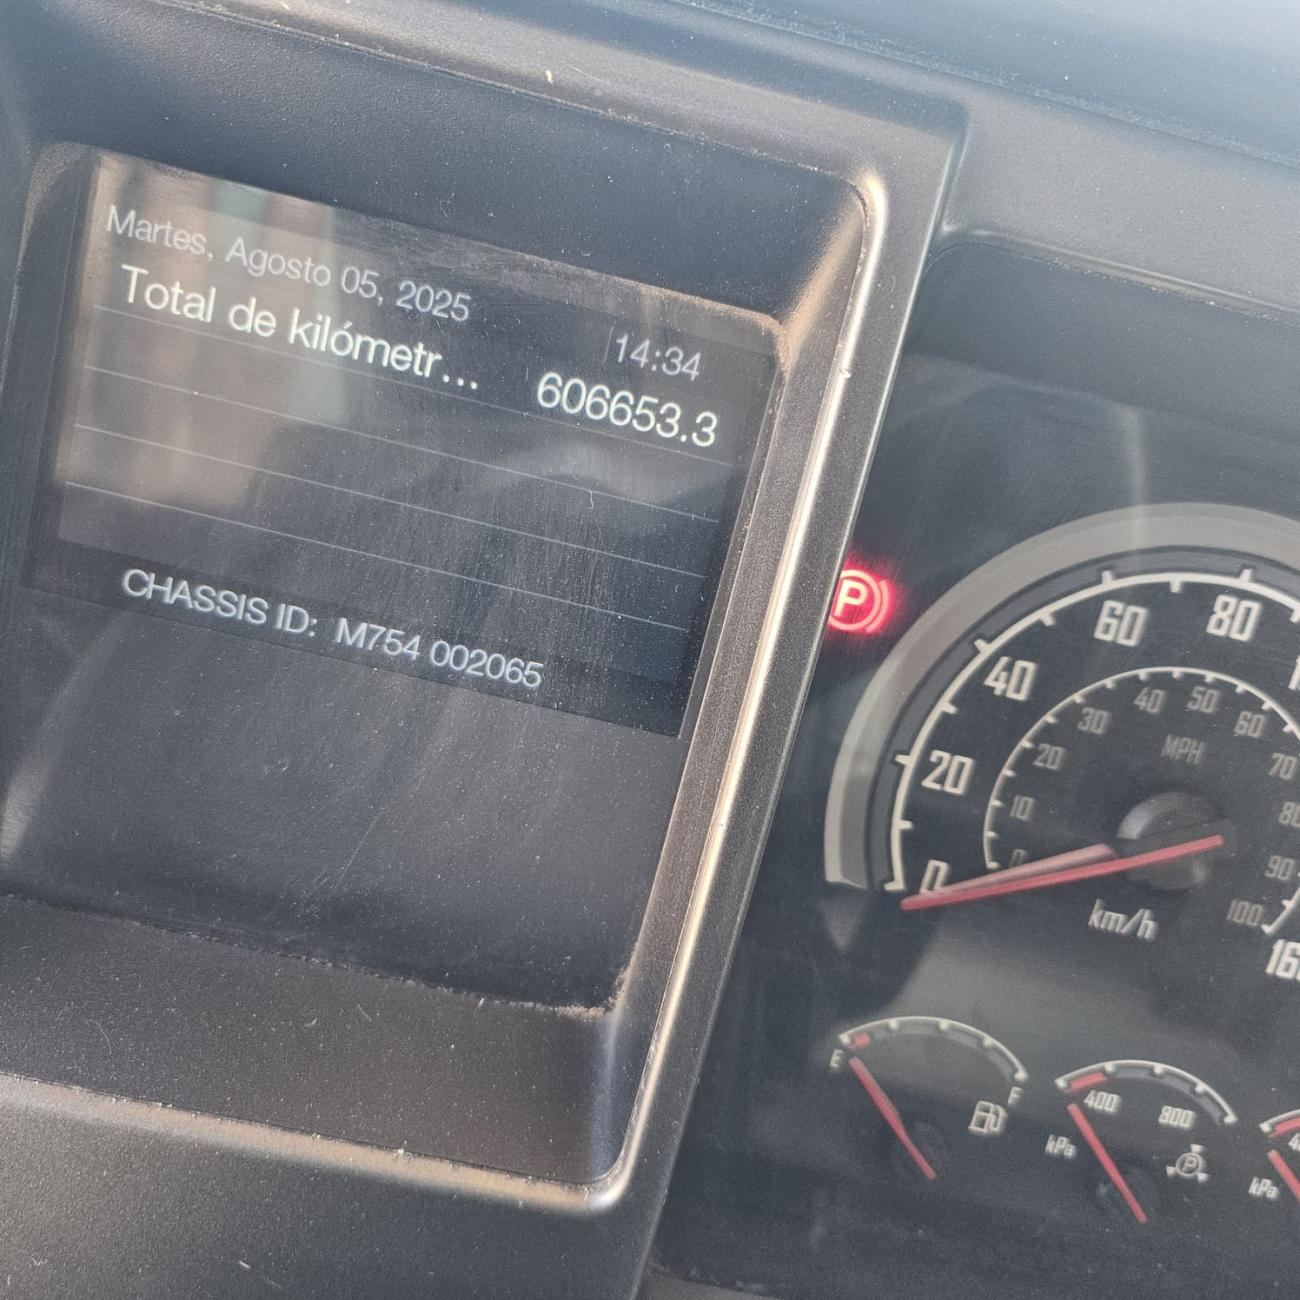 Martes, Agosto 05, 2025
14:34
Total de kilómetr... 606653.3
CHASSIS ID: M754 002065
P
0 20 40 60 80
0 10 20 30 40 50 60 70 80 90 100
MPH
km/h
E F
400 800
kPa
P
kPa